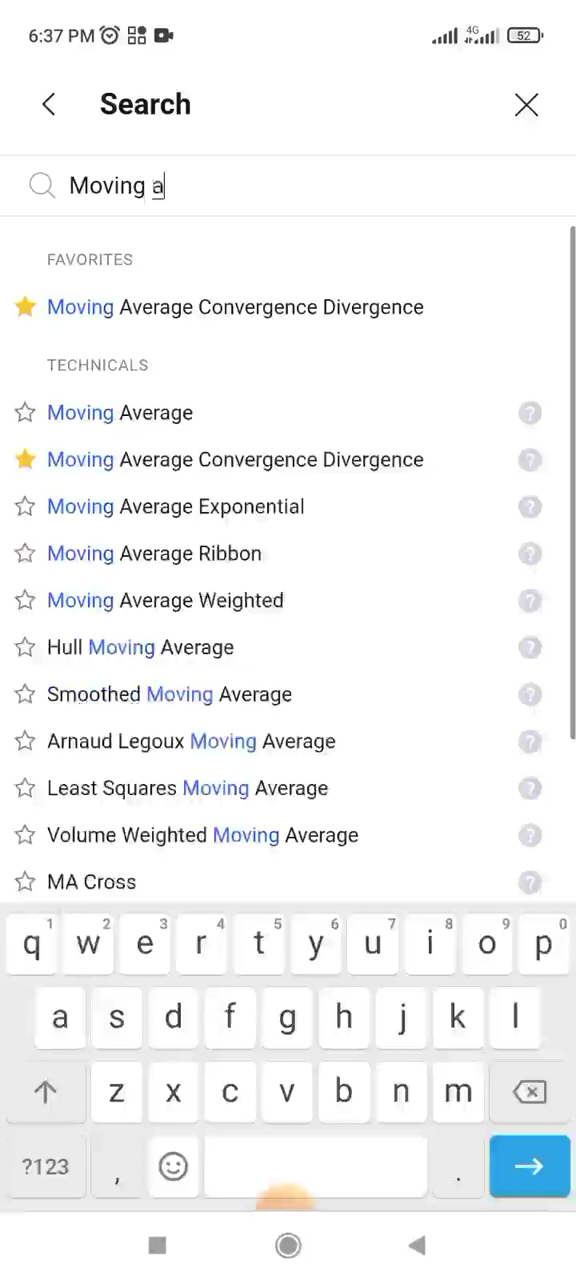 6:37 PM 4G 52
Search
Moving a
FAVORITES
Moving Average Convergence Divergence
TECHNICALS
Moving Average ?
Moving Average Convergence Divergence ?
Moving Average Exponential ?
Moving Average Ribbon ?
Moving Average Weighted ?
Hull Moving Average ?
Smoothed Moving Average ?
Arnaud Legoux Moving Average ?
Least Squares Moving Average ?
Volume Weighted Moving Average ?
MA Cross ?
1 2 3 4 5 6 7 8 9 0
q w e r t y u i o p
a s d f g h j k l
z x c v b n m
?123 , .